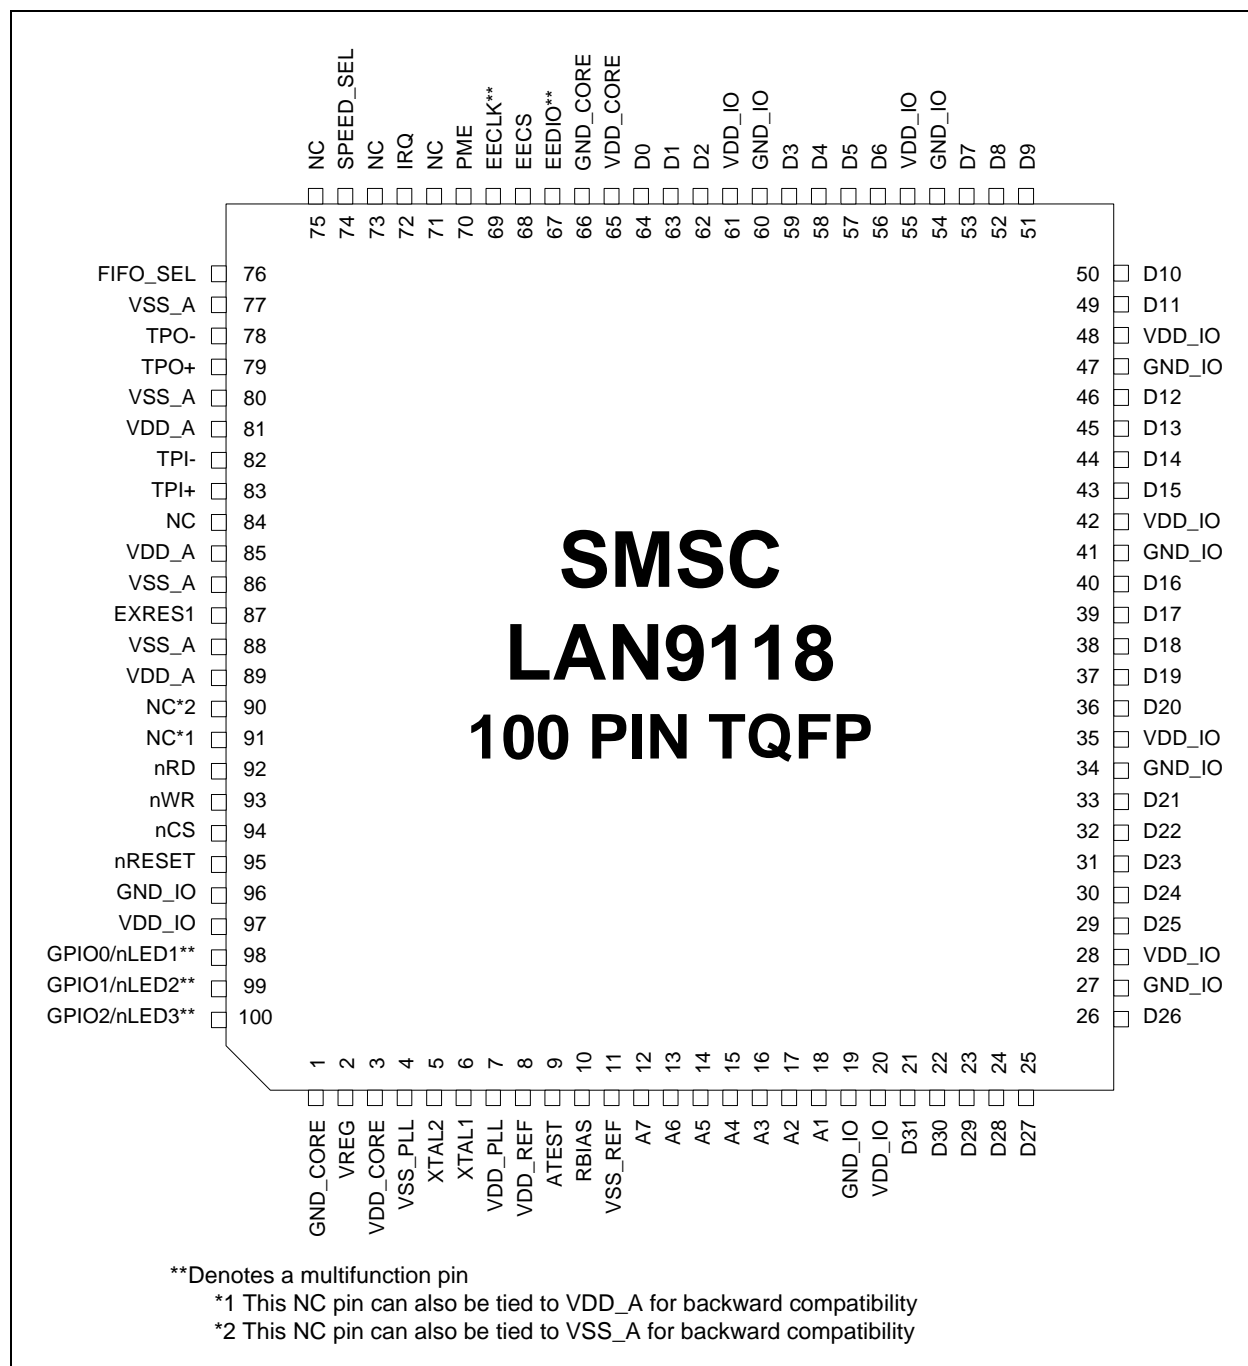 NC
SPEED_SEL
NC
IRQ
NC
PME
EECLK**
EECS
EEDIO**
GND_CORE
VDD_CORE
D0
D1
D2
VDD_IO
GND_IO
D3
D4
D5
D6
VDD_IO
GND_IO
D7
D8
D9
75
74
73
72
71
70
69
68
67
66
65
64
63
62
61
60
59
58
57
56
55
54
53
52
51
FIFO_SEL 76
VSS_A 77
TPO- 78
TPO+ 79
VSS_A 80
VDD_A 81
TPI- 82
TPI+ 83
NC 84
VDD_A 85
VSS_A 86
EXRES1 87
VSS_A 88
VDD_A 89
NC*2 90
NC*1 91
nRD 92
nWR 93
nCS 94
nRESET 95
GND_IO 96
VDD_IO 97
GPIO0/nLED1** 98
GPIO1/nLED2** 99
GPIO2/nLED3** 100
SMSC
LAN9118
100 PIN TQFP
50 D10
49 D11
48 VDD_IO
47 GND_IO
46 D12
45 D13
44 D14
43 D15
42 VDD_IO
41 GND_IO
40 D16
39 D17
38 D18
37 D19
36 D20
35 VDD_IO
34 GND_IO
33 D21
32 D22
31 D23
30 D24
29 D25
28 VDD_IO
27 GND_IO
26 D26
1
2
3
4
5
6
7
8
9
10
11
12
13
14
15
16
17
18
19
20
21
22
23
24
25
GND_CORE
VREG
VDD_CORE
VSS_PLL
XTAL2
XTAL1
VDD_PLL
VDD_REF
ATEST
RBIAS
VSS_REF
A7
A6
A5
A4
A3
A2
A1
GND_IO
VDD_IO
D31
D30
D29
D28
D27
**Denotes a multifunction pin
*1 This NC pin can also be tied to VDD_A for backward compatibility
*2 This NC pin can also be tied to VSS_A for backward compatibility